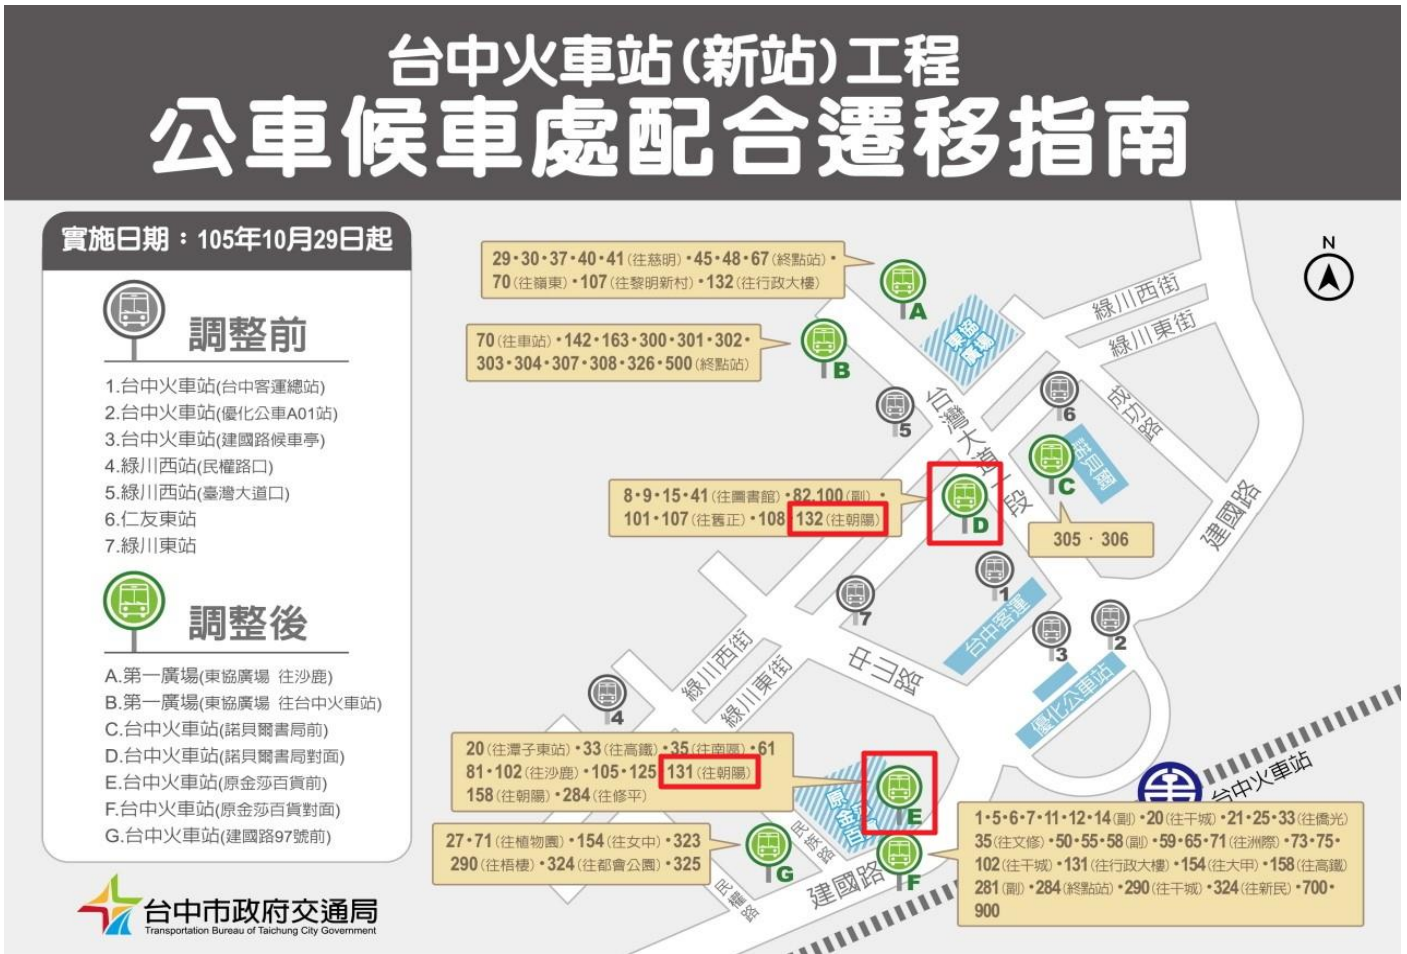 台中火車站(新站)工程
公車候車處配合遷移指南
實施日期：105年10月29日起
調整前
1.台中火車站(台中客運總站)
2.台中火車站(優化公車A01站)
3.台中火車站(建國路候車亭)
4.綠川西站(民權路口)
5.綠川西站(臺灣大道口)
6.仁友東站
7.綠川東站
調整後
A.第一廣場(東協廣場 往沙鹿)
B.第一廣場(東協廣場 往台中火車站)
C.台中火車站(諾貝爾書局前)
D.台中火車站(諾貝爾書局對面)
E.台中火車站(原金莎百貨前)
F.台中火車站(原金莎百貨對面)
G.台中火車站(建國路97號前)
台中市政府交通局
Transportation Bureau of Taichung City Government
29•30•37•40•41(往慈明)•45•48•67(終點站)•
70(往嶺東)•107(往黎明新村)•132(往行政大樓)
A
70(往車站)•142•163•300•301•302•
303•304•307•308•326•500(終點站)
B
N
東協
廣場
綠川西街
綠川東街
成功路
建國路
台灣大道一段
5
6
諾貝爾
C
305 · 306
8•9•15•41(往圖書館)•82.100(副)•
101•107(往舊正)•108 132(往朝陽)
D
1
7
台中客運
3
2
優化公車站
中山路
綠川西街
綠川東街
4
台中火車站
20(往潭子東站)•33(往高鐵)•35(往南區)•61
81•102(往沙鹿)•105•125 131(往朝陽)
158(往朝陽)•284(往修平)
E
27•71(往植物園)•154(往女中)•323
290(往梧棲)•324(往都會公園)•325
G
民族路
民權路
建國路
F
1•5•6•7•11•12•14(副)•20(往干城)•21•25•33(往僑光)
35(往文修)•50•55•58(副)•59•65•71(往洲際)•73•75•
102(往干城)•131(往行政大樓)•154(往大甲)•158(往高鐵)
281(副)•284(終點站)•290(往干城)•324(往新民)•700•
900